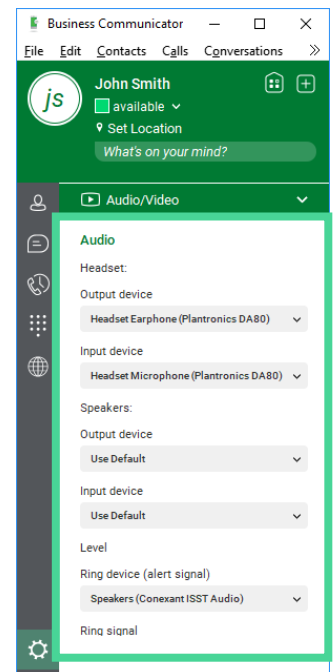 Business Communicator
File Edit Contacts Calls Conversations »
js
John Smith
available
Set Location
What's on your mind?
Audio/Video
Audio
Headset:
Output device
Headset Earphone (Plantronics DA80)
Input device
Headset Microphone (Plantronics DA80)
Speakers:
Output device
Use Default
Input device
Use Default
Level
Ring device (alert signal)
Speakers (Conexant ISST Audio)
Ring signal